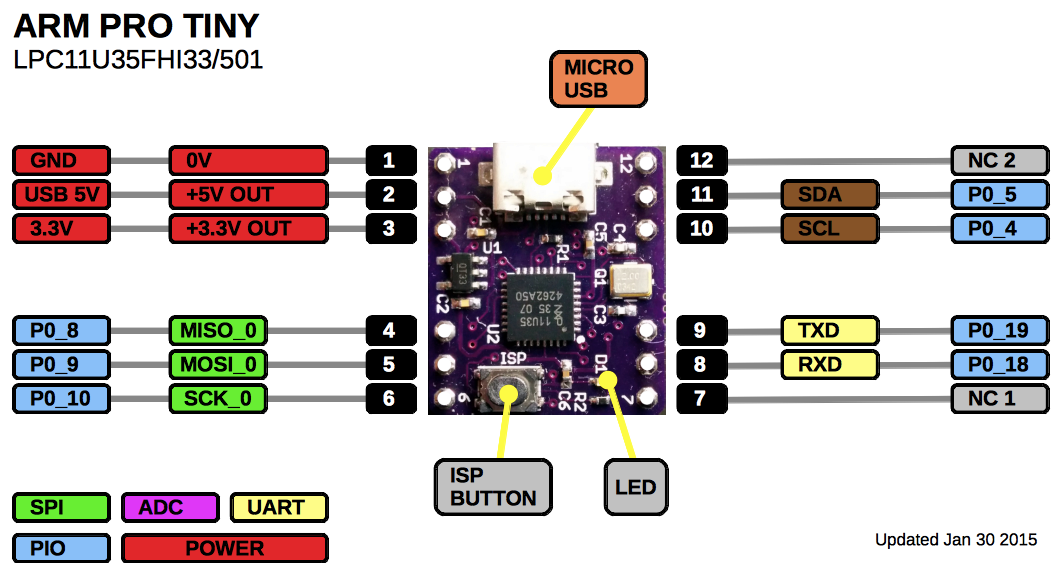 ARM PRO TINY
LPC11U35FHI33/501
MICRO
USB
GND 0V 1
USB 5V +5V OUT 2
3.3V +3.3V OUT 3
P0_8 MISO_0 4
P0_9 MOSI_0 5
P0_10 SCK_0 6
1 12
C1 C5 C4
U1 R1
Q1
C2 C3
U2
11U35
35 07
4262A50
ISP D1
6 C6 R2 7
12 NC 2
11 SDA P0_5
10 SCL P0_4
9 TXD P0_19
8 RXD P0_18
7 NC 1
ISP
BUTTON
LED
SPI ADC UART
PIO POWER
Updated Jan 30 2015